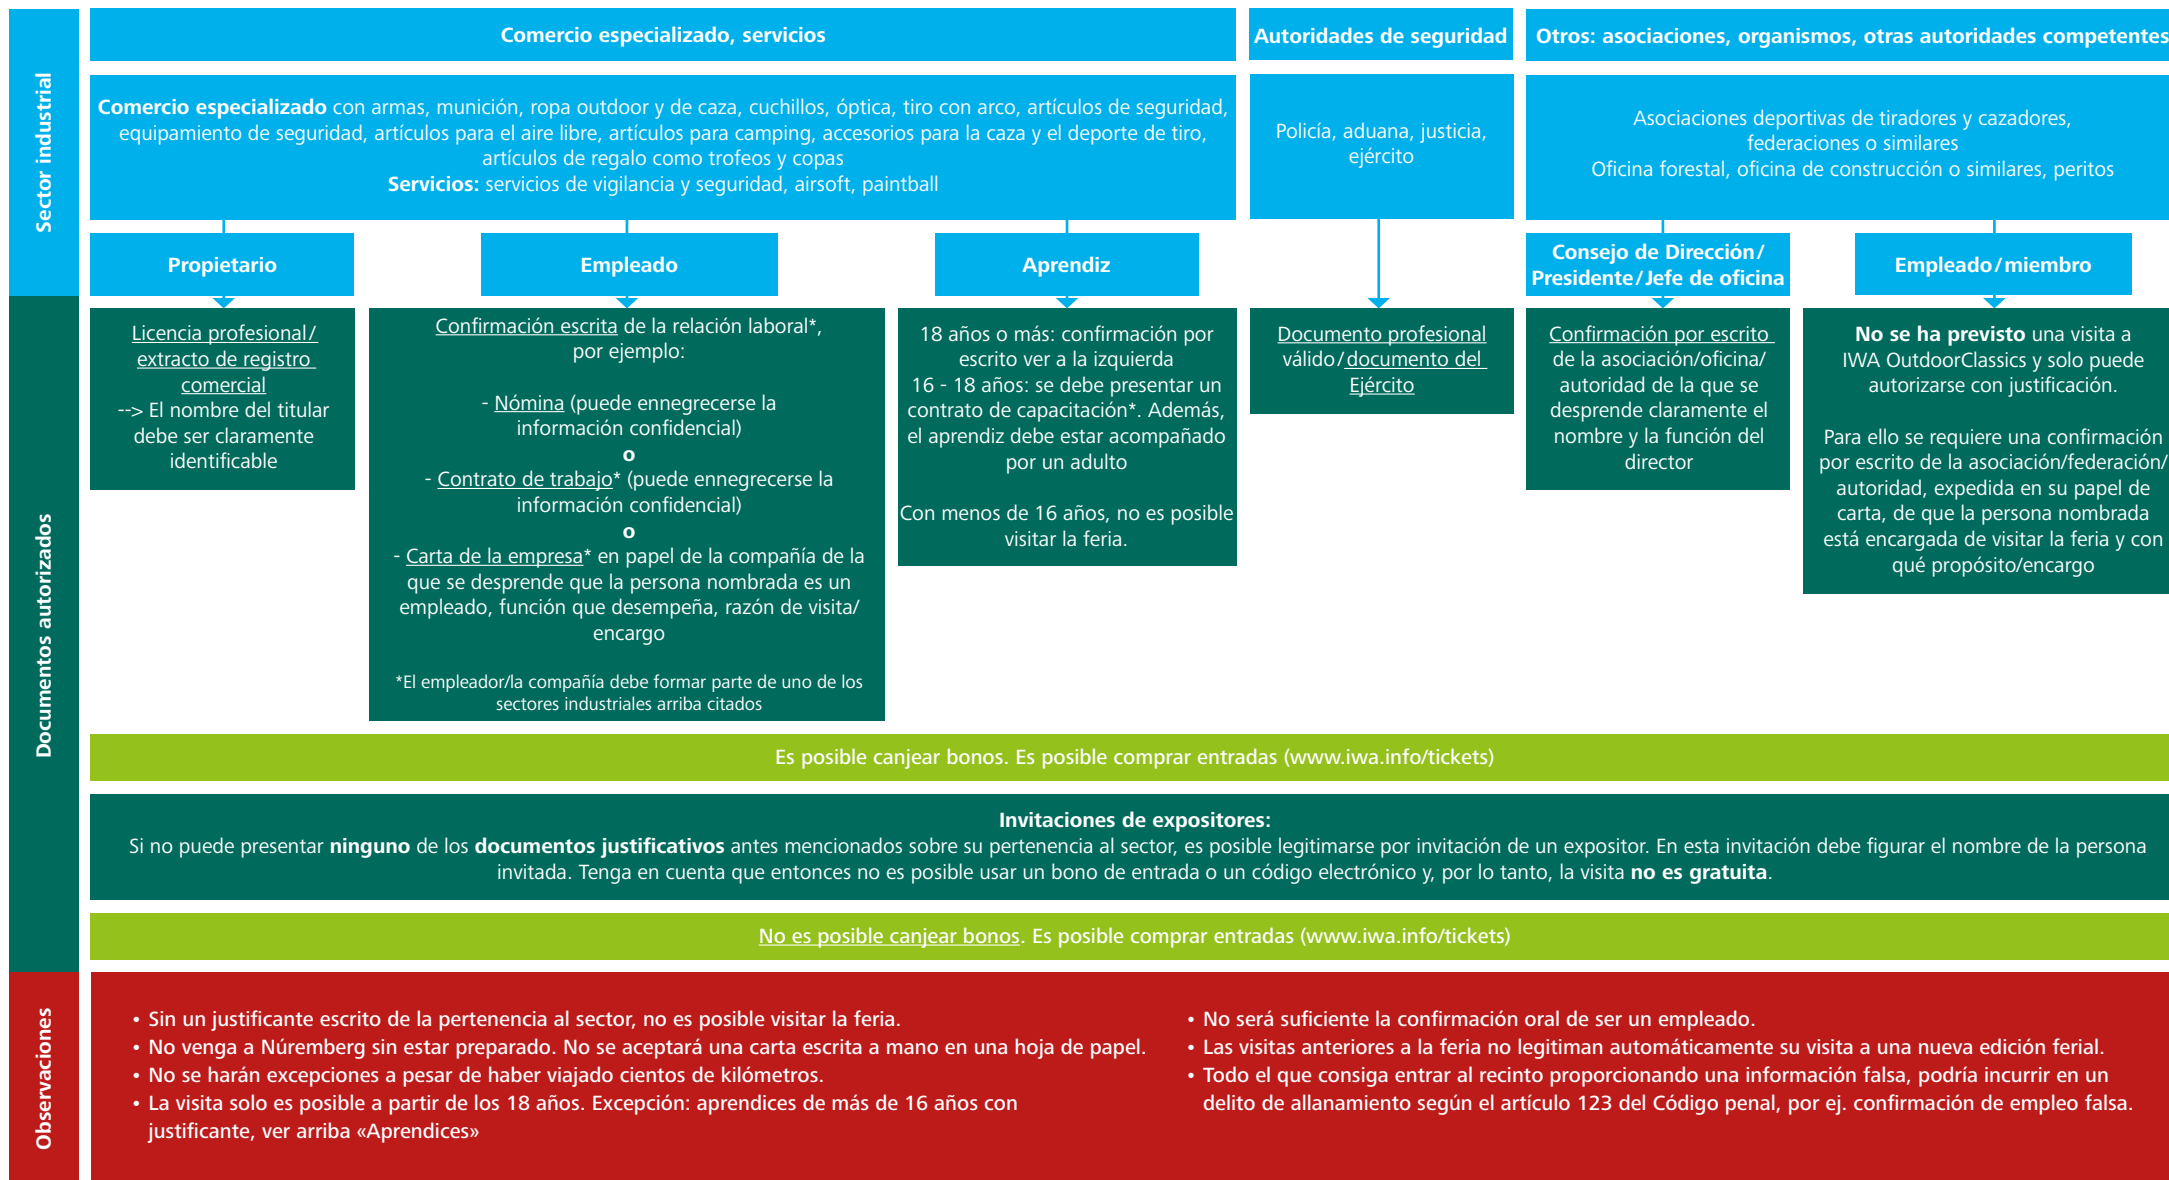 Sector industrial
Comercio especializado, servicios
Comercio especializado con armas, munición, ropa outdoor y de caza, cuchillos, óptica, tiro con arco, artículos de seguridad,
equipamiento de seguridad, artículos para el aire libre, artículos para camping, accesorios para la caza y el deporte de tiro,
artículos de regalo como trofeos y copas
Servicios: servicios de vigilancia y seguridad, airsoft, paintball
Autoridades de seguridad
Policía, aduana, justicia,
ejército
Otros: asociaciones, organismos, otras autoridades competentes
Asociaciones deportivas de tiradores y cazadores,
federaciones o similares
Oficina forestal, oficina de construcción o similares, peritos
Propietario
Empleado
Aprendiz
Consejo de Dirección/
Presidente/Jefe de oficina
Empleado/miembro
Documentos autorizados
Licencia profesional/
extracto de registro
comercial
--> El nombre del titular
debe ser claramente
identificable
Confirmación escrita de la relación laboral*,
por ejemplo:
- Nómina (puede ennegrecerse la
información confidencial)
o
- Contrato de trabajo* (puede ennegrecerse la
información confidencial)
o
- Carta de la empresa* en papel de la compañía de la
que se desprende que la persona nombrada es un
empleado, función que desempeña, razón de visita/
encargo
*El empleador/la compañía debe formar parte de uno de los
sectores industriales arriba citados
18 años o más: confirmación por
escrito ver a la izquierda
16 - 18 años: se debe presentar un
contrato de capacitación*. Además,
el aprendiz debe estar acompañado
por un adulto
Con menos de 16 años, no es posible
visitar la feria.
Documento profesional
válido/documento del
Ejército
Confirmación por escrito
de la asociación/oficina/
autoridad de la que se
desprende claramente el
nombre y la función del
director
No se ha previsto una visita a
IWA OutdoorClassics y solo puede
autorizarse con justificación.
Para ello se requiere una confirmación
por escrito de la asociación/federación/
autoridad, expedida en su papel de
carta, de que la persona nombrada
está encargada de visitar la feria y con
qué propósito/encargo
Es posible canjear bonos. Es posible comprar entradas (www.iwa.info/tickets)
Invitaciones de expositores:
Si no puede presentar ninguno de los documentos justificativos antes mencionados sobre su pertenencia al sector, es posible legitimarse por invitación de un expositor. En esta invitación debe figurar el nombre de la persona
invitada. Tenga en cuenta que entonces no es posible usar un bono de entrada o un código electrónico y, por lo tanto, la visita no es gratuita.
No es posible canjear bonos. Es posible comprar entradas (www.iwa.info/tickets)
Observaciones
• Sin un justificante escrito de la pertenencia al sector, no es posible visitar la feria.
• No venga a Núremberg sin estar preparado. No se aceptará una carta escrita a mano en una hoja de papel.
• No se harán excepciones a pesar de haber viajado cientos de kilómetros.
• La visita solo es posible a partir de los 18 años. Excepción: aprendices de más de 16 años con
justificante, ver arriba «Aprendices»
• No será suficiente la confirmación oral de ser un empleado.
• Las visitas anteriores a la feria no legitiman automáticamente su visita a una nueva edición ferial.
• Todo el que consiga entrar al recinto proporcionando una información falsa, podría incurrir en un
delito de allanamiento según el artículo 123 del Código penal, por ej. confirmación de empleo falsa.